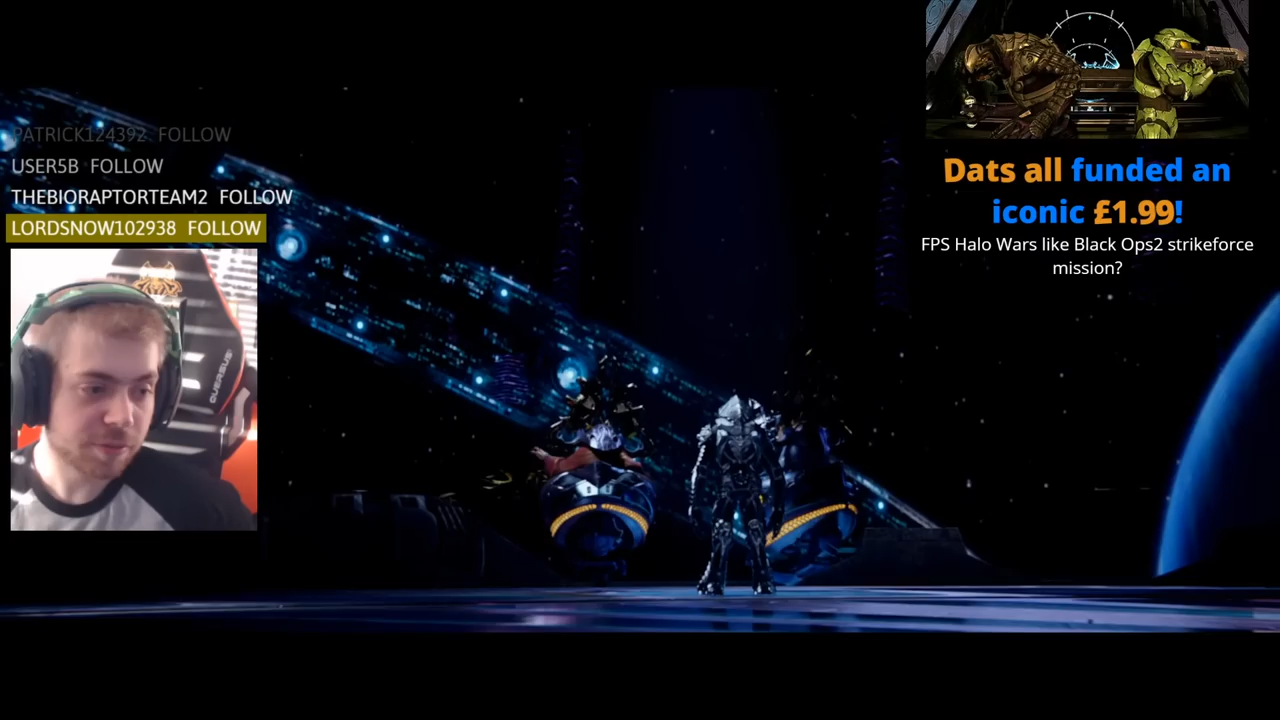 PATRICK124392 FOLLOW
USER5B FOLLOW
THEBIORAPTORTEAM2 FOLLOW
LORDSNOW102938 FOLLOW
Dats all funded an
iconic £1.99!
FPS Halo Wars like Black Ops2 strikeforce
mission?
QUERSUS